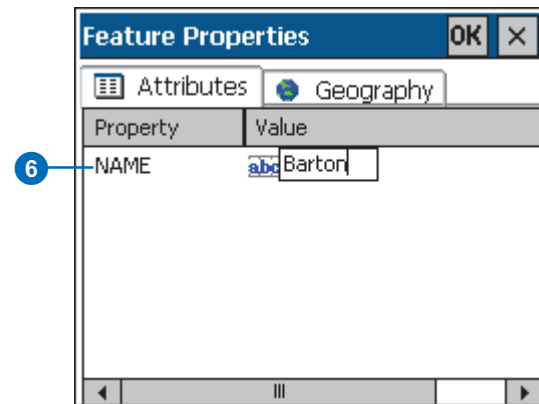 Feature Properties OK ×
Attributes Geography
Property Value
6 NAME abc Barton